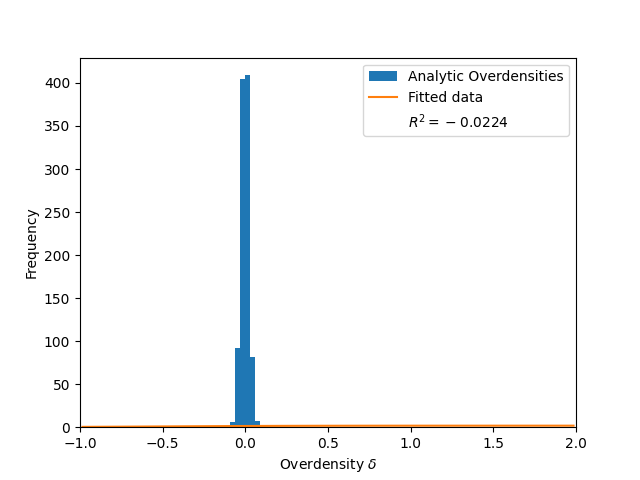 Analytic Overdensities
Fitted data
R² = −0.0224
Frequency
400
350
300
250
200
150
100
50
0
−1.0 −0.5 0.0 0.5 1.0 1.5 2.0
Overdensity δ